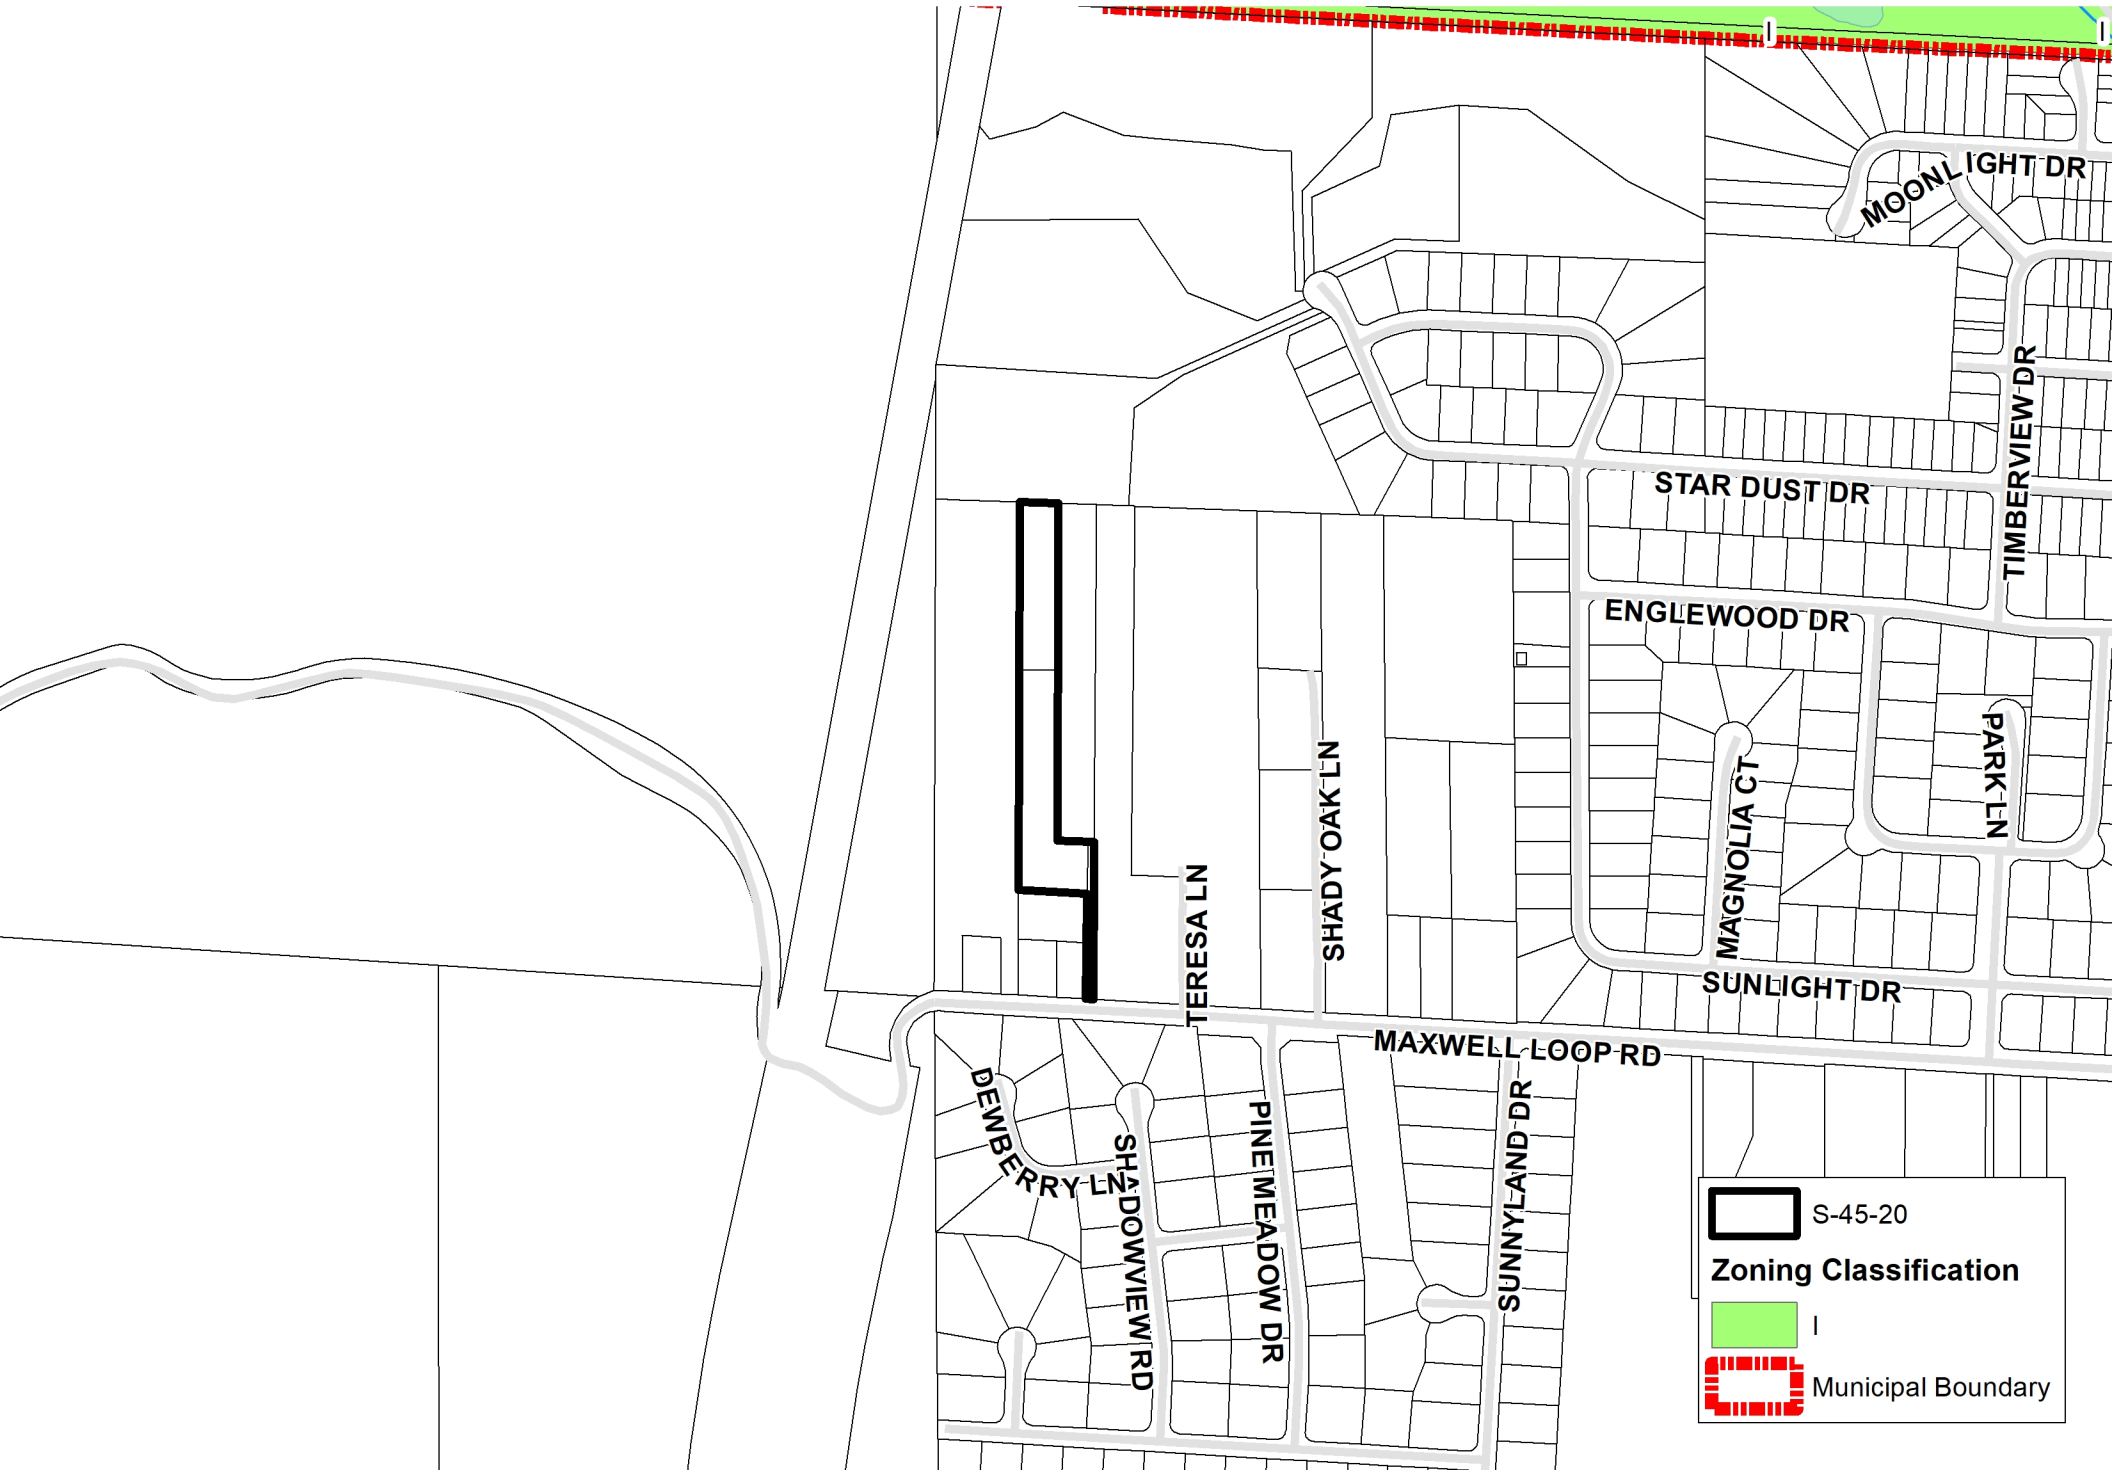 I
I
MOONLIGHT DR
TIMBERVIEW DR
STAR DUST DR
ENGLEWOOD DR
PARK LN
SHADY OAK LN
MAGNOLIA CT
TERESA LN
SUNLIGHT DR
MAXWELL LOOP RD
DEWBERRY LN
SHADOWVIEW RD
PINE MEADOW DR
SUNNYLAND DR
S-45-20
Zoning Classification
I
Municipal Boundary